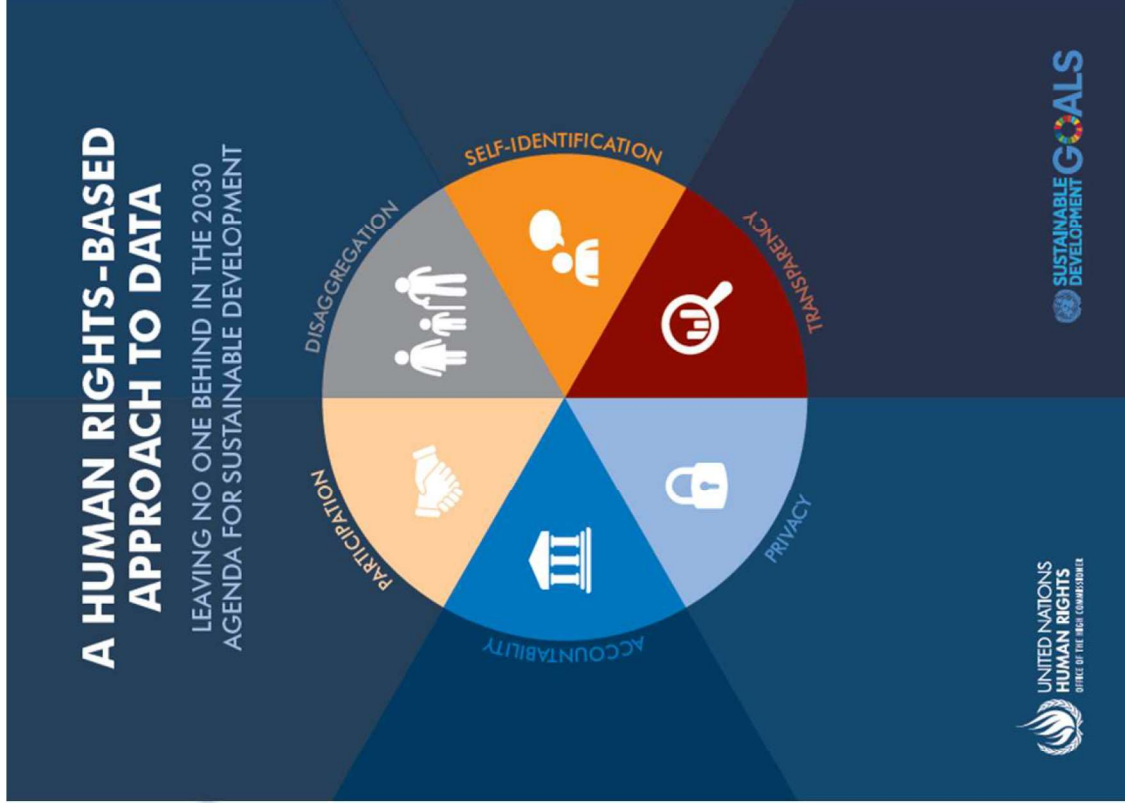 A HUMAN RIGHTS-BASED
APPROACH TO DATA
LEAVING NO ONE BEHIND IN THE 2030
AGENDA FOR SUSTAINABLE DEVELOPMENT
PARTICIPATION
DISAGGREGATION
SELF-IDENTIFICATION
TRANSPARENCY
PRIVACY
ACCOUNTABILITY
UNITED NATIONS
HUMAN RIGHTS
OFFICE OF THE HIGH COMMISSIONER
SUSTAINABLE
DEVELOPMENT
GOALS